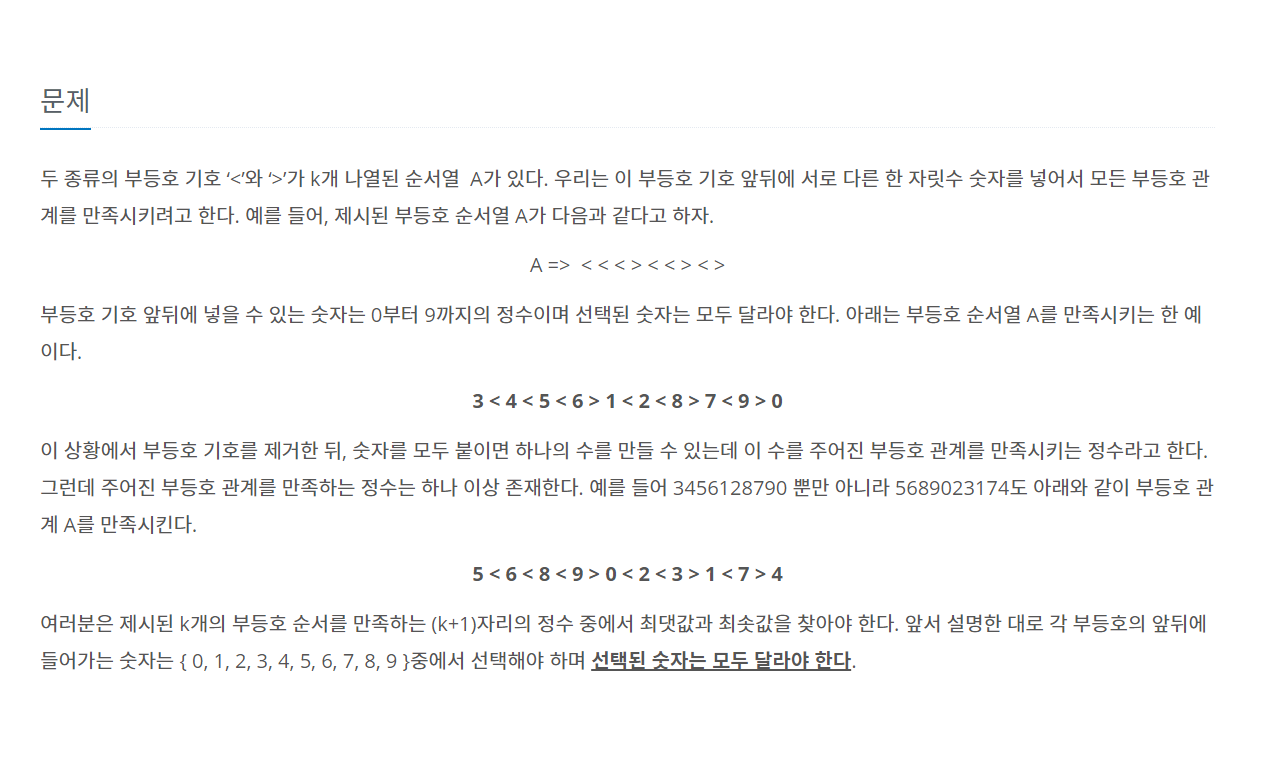 문제
두 종류의 부등호 기호 ‘<’와 ‘>’가 k개 나열된 순서열  A가 있다. 우리는 이 부등호 기호 앞뒤에 서로 다른 한 자릿수 숫자를 넣어서 모든 부등호 관
계를 만족시키려고 한다. 예를 들어, 제시된 부등호 순서열 A가 다음과 같다고 하자.
A =>  < < < > < < > < >
부등호 기호 앞뒤에 넣을 수 있는 숫자는 0부터 9까지의 정수이며 선택된 숫자는 모두 달라야 한다. 아래는 부등호 순서열 A를 만족시키는 한 예
이다.
3 < 4 < 5 < 6 > 1 < 2 < 8 > 7 < 9 > 0
이 상황에서 부등호 기호를 제거한 뒤, 숫자를 모두 붙이면 하나의 수를 만들 수 있는데 이 수를 주어진 부등호 관계를 만족시키는 정수라고 한다.
그런데 주어진 부등호 관계를 만족하는 정수는 하나 이상 존재한다. 예를 들어 3456128790 뿐만 아니라 5689023174도 아래와 같이 부등호 관
계 A를 만족시킨다.
5 < 6 < 8 < 9 > 0 < 2 < 3 > 1 < 7 > 4
여러분은 제시된 k개의 부등호 순서를 만족하는 (k+1)자리의 정수 중에서 최댓값과 최솟값을 찾아야 한다. 앞서 설명한 대로 각 부등호의 앞뒤에
들어가는 숫자는 { 0, 1, 2, 3, 4, 5, 6, 7, 8, 9 }중에서 선택해야 하며 선택된 숫자는 모두 달라야 한다.